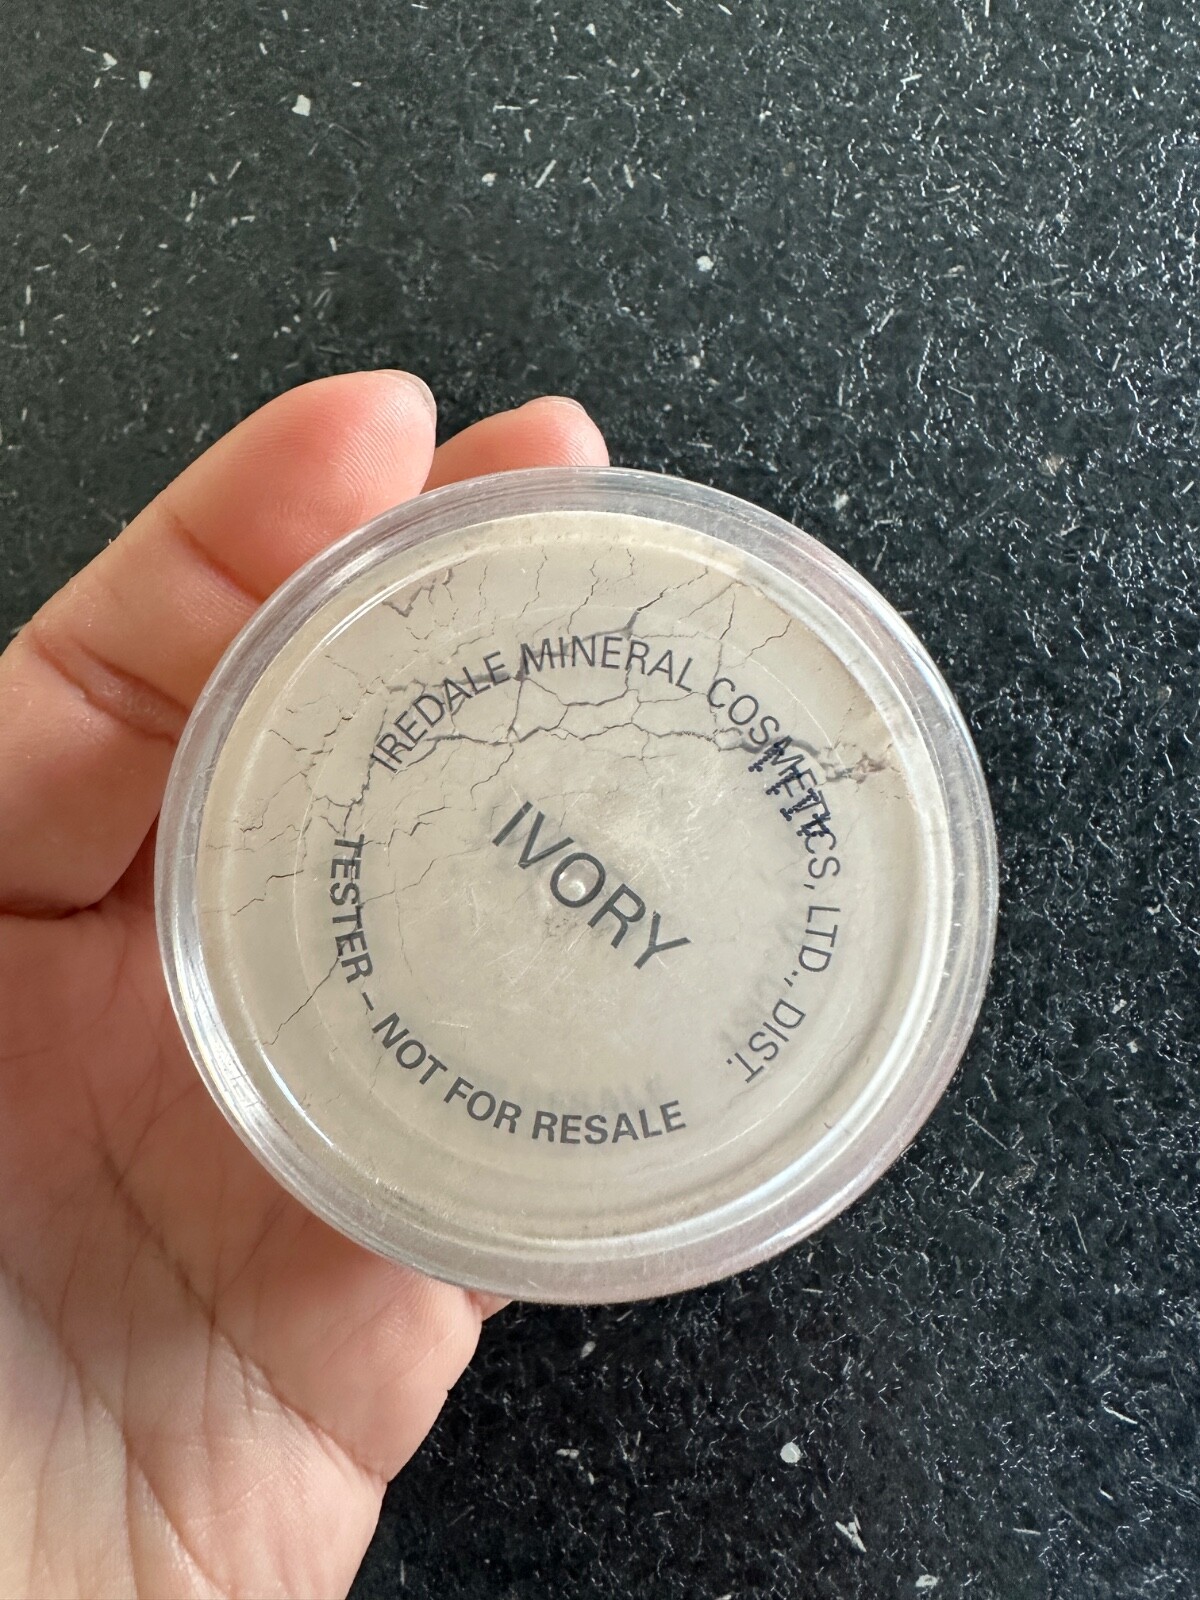 IREDALE MINERAL COSMETICS, LTD., DIST.
IVORY
TESTER – NOT FOR RESALE